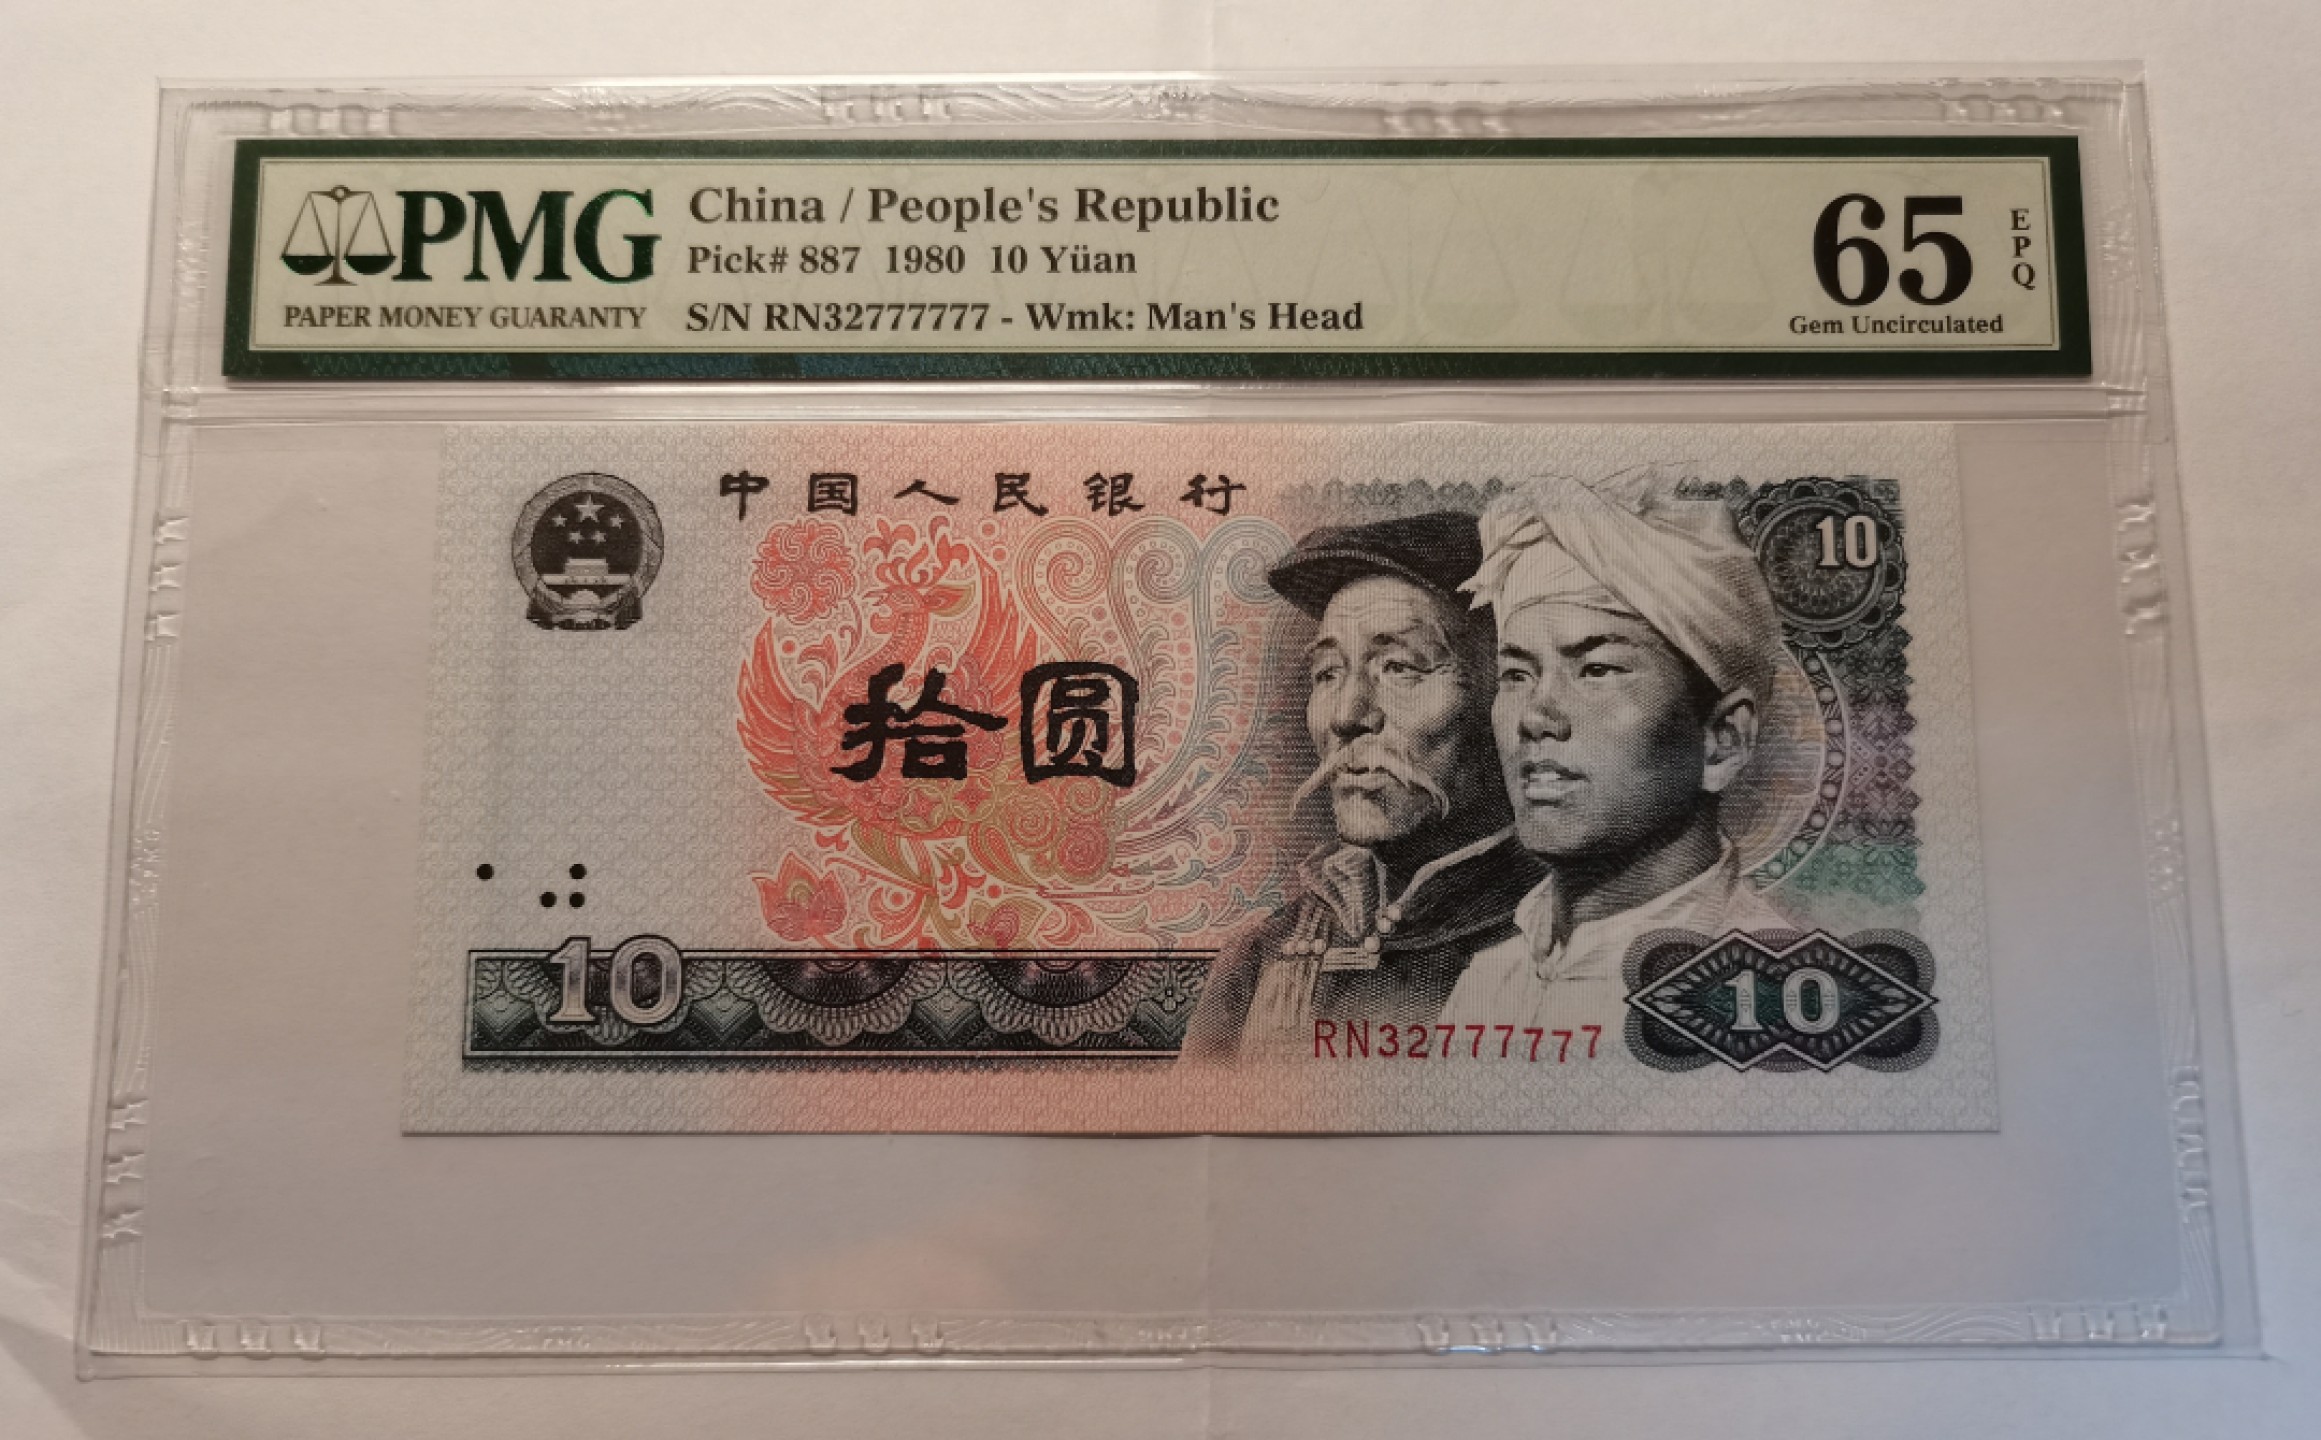 PMG
PAPER MONEY GUARANTY
China / People's Republic
Pick# 887 1980 10 Yüan
S/N RN32777777 - Wmk: Man's Head
65
EPQ
Gem Uncirculated
中国人民银行
10
拾圆
10
RN32777777
10